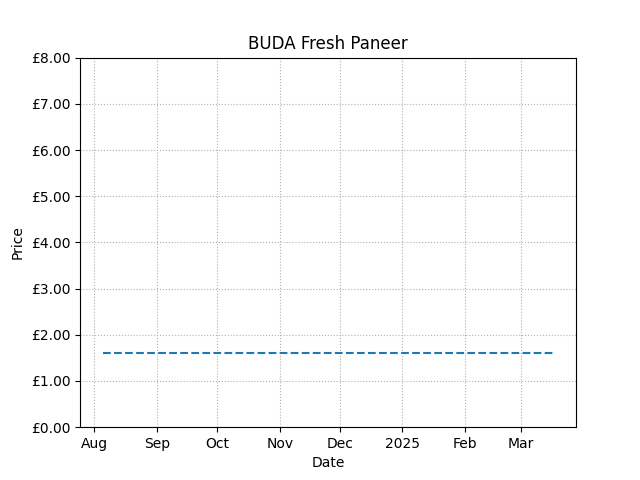 BUDA Fresh Paneer
£8.00
£7.00
£6.00
£5.00
£4.00
£3.00
£2.00
£1.00
£0.00
Price
Aug Sep Oct Nov Dec 2025 Feb Mar
Date